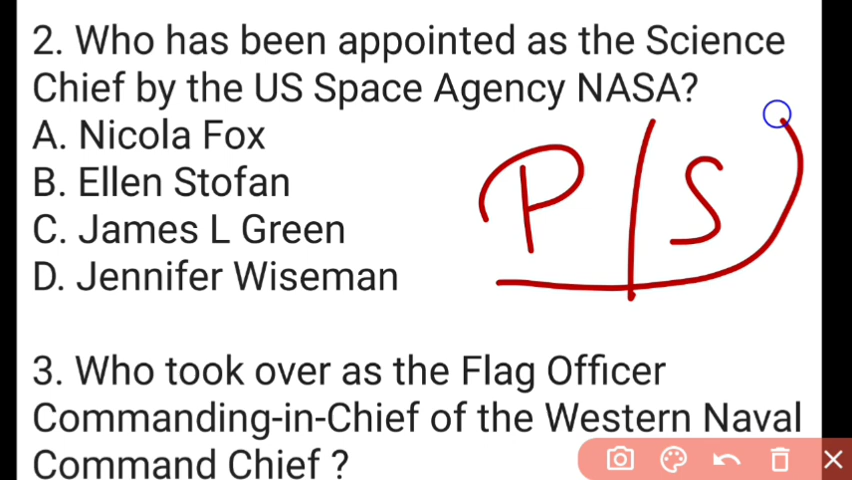 2. Who has been appointed as the Science
Chief by the US Space Agency NASA?
A. Nicola Fox
B. Ellen Stofan
C. James L Green
D. Jennifer Wiseman
P/S
3. Who took over as the Flag Officer
Commanding-in-Chief of the Western Naval
Command Chief ?